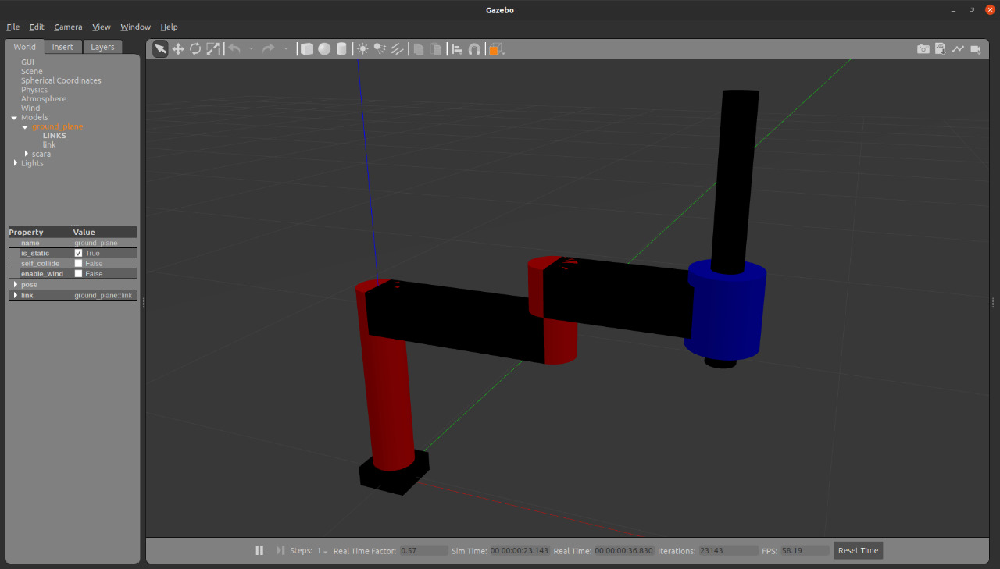 Gazebo
File Edit Camera View Window Help
World Insert Layers
GUI
Scene
Spherical Coordinates
Physics
Atmosphere
Wind
Models
ground_plane
LINKS
link
scara
Lights
LOG
Property Value
name ground_plane
is_static True
self_collide False
enable_wind False
pose
link ground_plane::link
Steps: 1 Real Time Factor: 0.57 Sim Time: 00 00:00:23.143 Real Time: 00 00:00:36.830 Iterations: 23143 FPS: 58.19 Reset Time